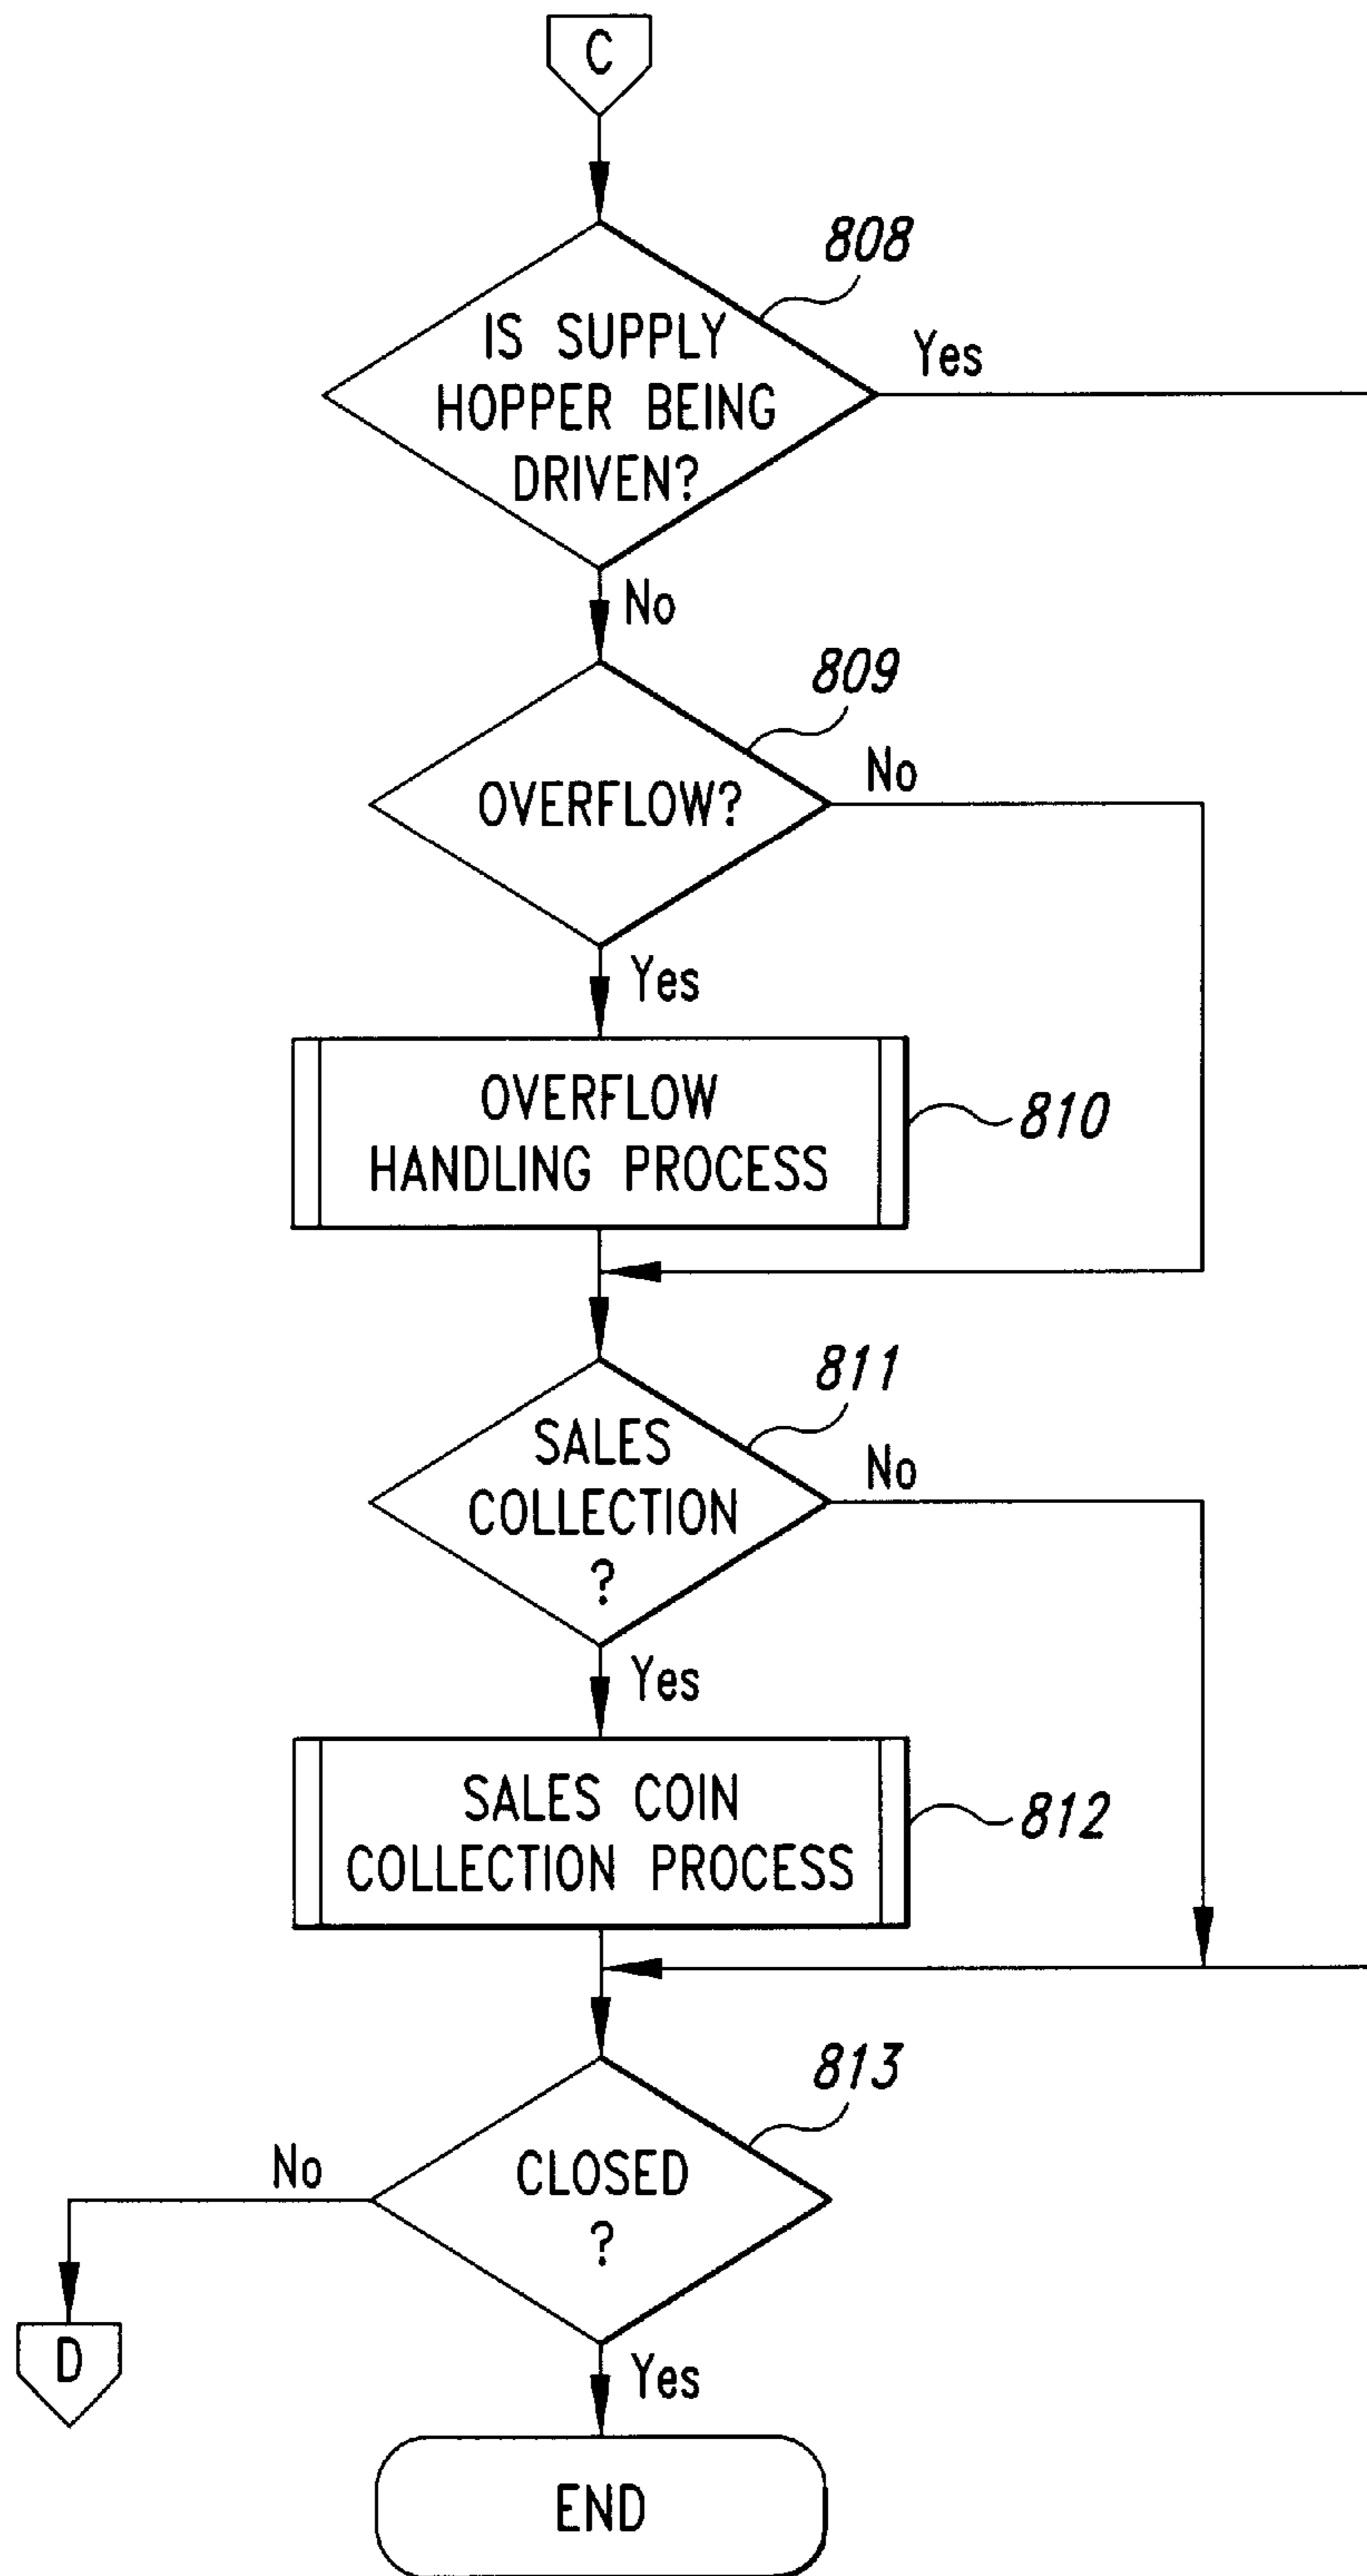 C
808
IS SUPPLY
HOPPER BEING
DRIVEN?
Yes
No
809
OVERFLOW?
No
Yes
OVERFLOW
HANDLING PROCESS
810
811
SALES
COLLECTION
?
No
Yes
SALES COIN
COLLECTION PROCESS
812
813
CLOSED
?
No
D
Yes
END